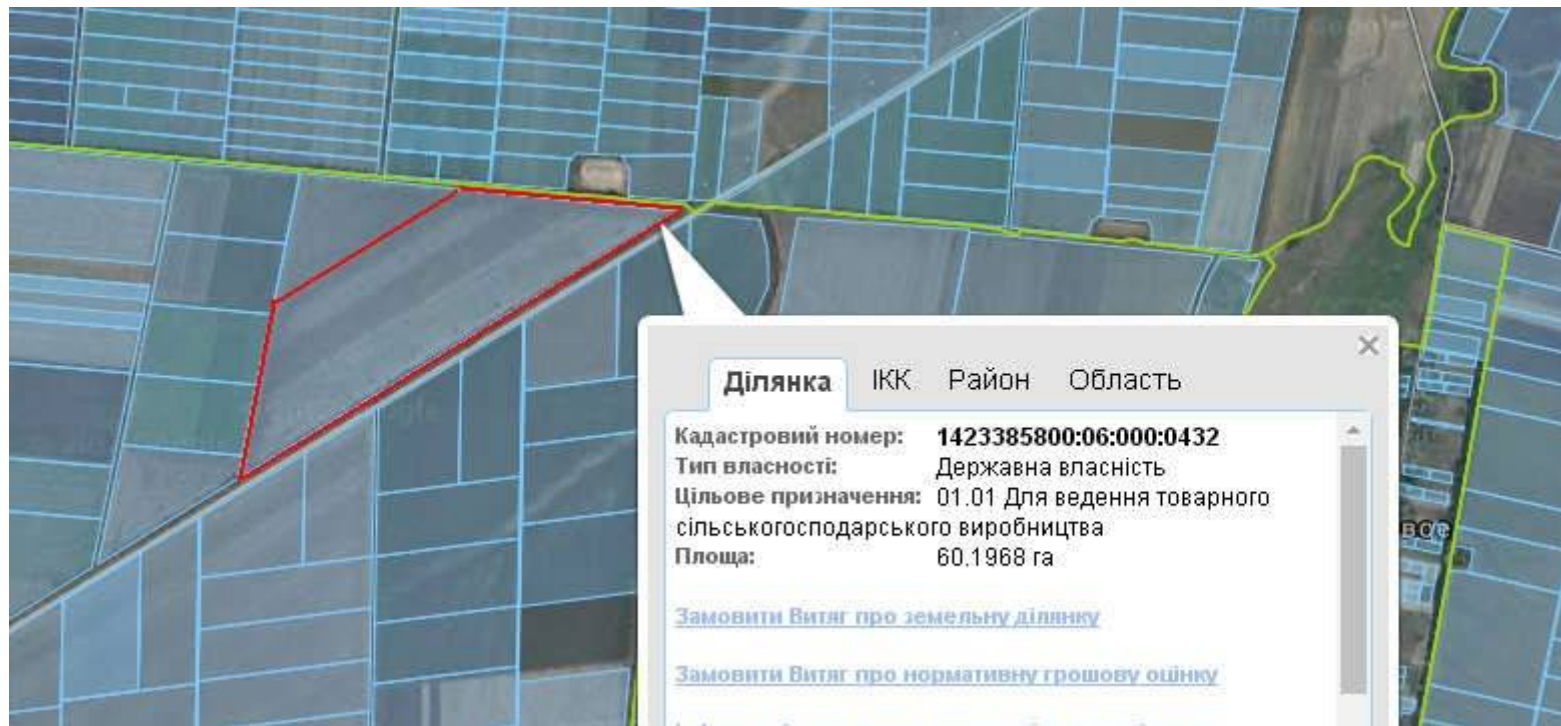 Ділянка ІКК Район Область
Кадастровий номер: 1423385800:06:000:0432
Тип власності: Державна власність
Цільове призначення: 01.01 Для ведення товарного
сільськогосподарського виробництва
Площа: 60.1968 га
Замовити Витяг про земельну ділянку
Замовити Витяг про нормативну грошову оцінку